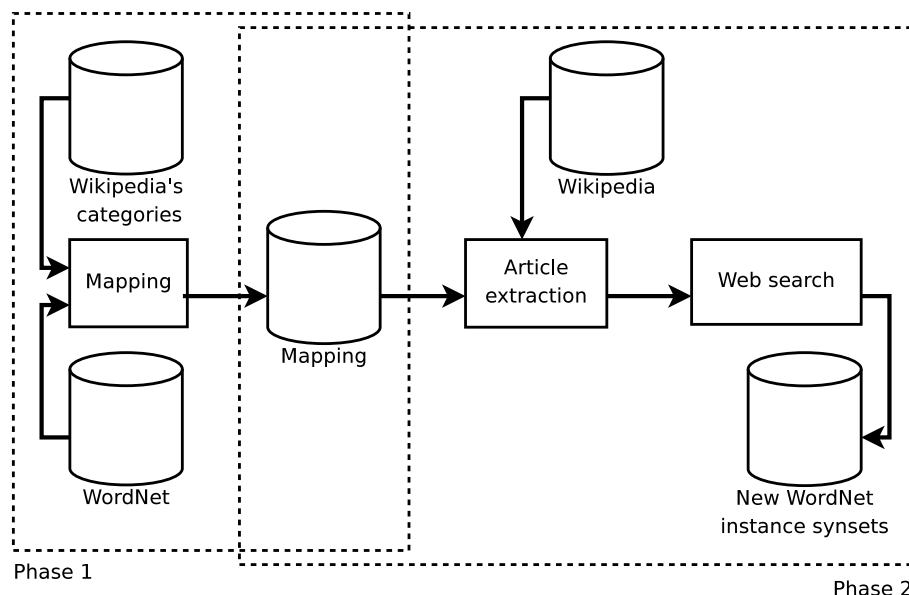 Wikipedia's
categories
Wikipedia
Mapping
Article
extraction
Web search
Mapping
WordNet
New WordNet
instance synsets
Phase 1
Phase 2